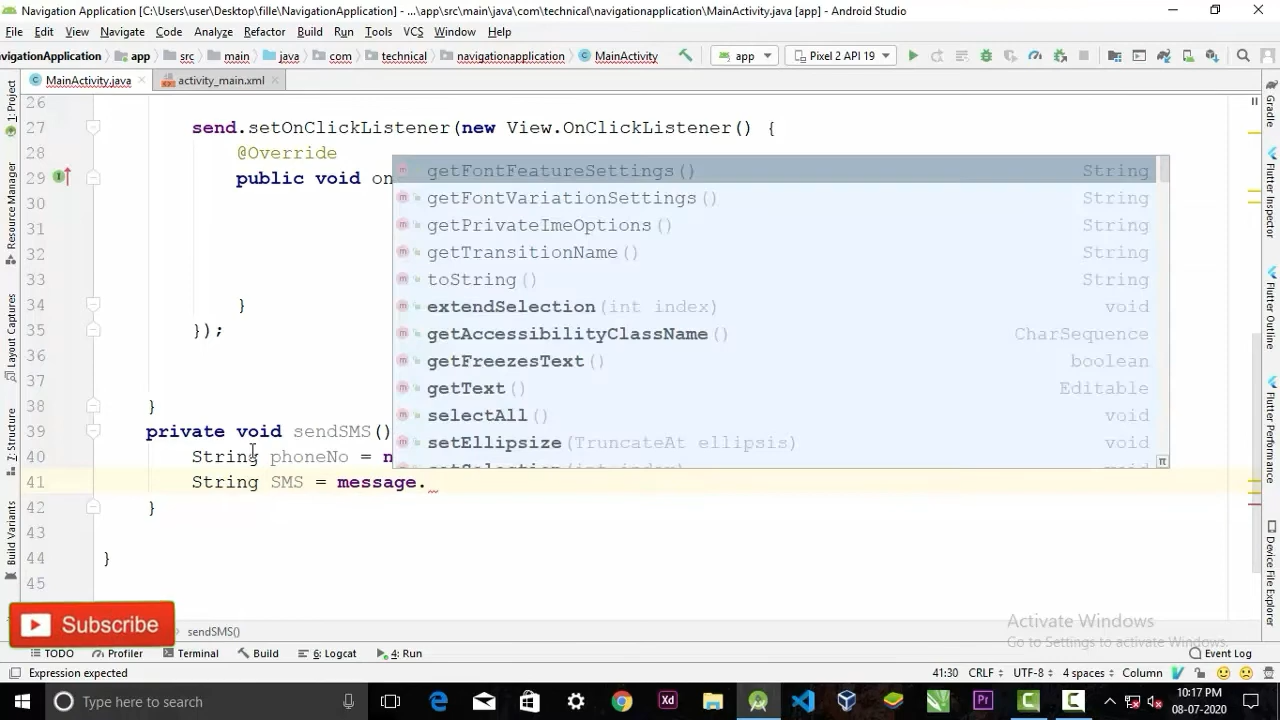 Navigation Application [C:\Users\user\Desktop\fille\NavigationApplication] - ...\app\src\main\java\com\technical\navigationapplication\MainActivity.java [app] - Android Studio
File Edit View Navigate Code Analyze Refactor Build Run Tools VCS Window Help
vigationApplication app src main java com technical navigationapplication MainActivity app Pixel 2 API 19
MainActivity.java activity_main.xml
1: Project
Resource Manager
Layout Captures
7: Structure
Build Variants
26
27 send.setOnClickListener(new View.OnClickListener() {
28 @Override
29 public void on
30
31
32
33
34 }
35 });
36
37
38 }
39 private void sendSMS()
40 String phoneNo = n
41 String SMS = message.
42 }
43
44 }
45
getFontFeatureSettings() String
getFontVariationSettings() String
getPrivateImeOptions() String
getTransitionName() String
toString() String
extendSelection(int index) void
getAccessibilityClassName() CharSequence
getFreezesText() boolean
getText() Editable
selectAll() void
setEllipsize(TruncateAt ellipsis) void
setSelection(int index) void
Gradle
Flutter Inspector
Flutter Outline
Flutter Performance
Device File Explorer
Subscribe
Activate Windows
Go to Settings to activate Windows.
sendSMS()
TODO Profiler Terminal Build 6: Logcat 4: Run Event Log
Expression expected 41:30 CRLF UTF-8 4 spaces Column
Type here to search
Xd
Pr
10:17 PM
08-07-2020